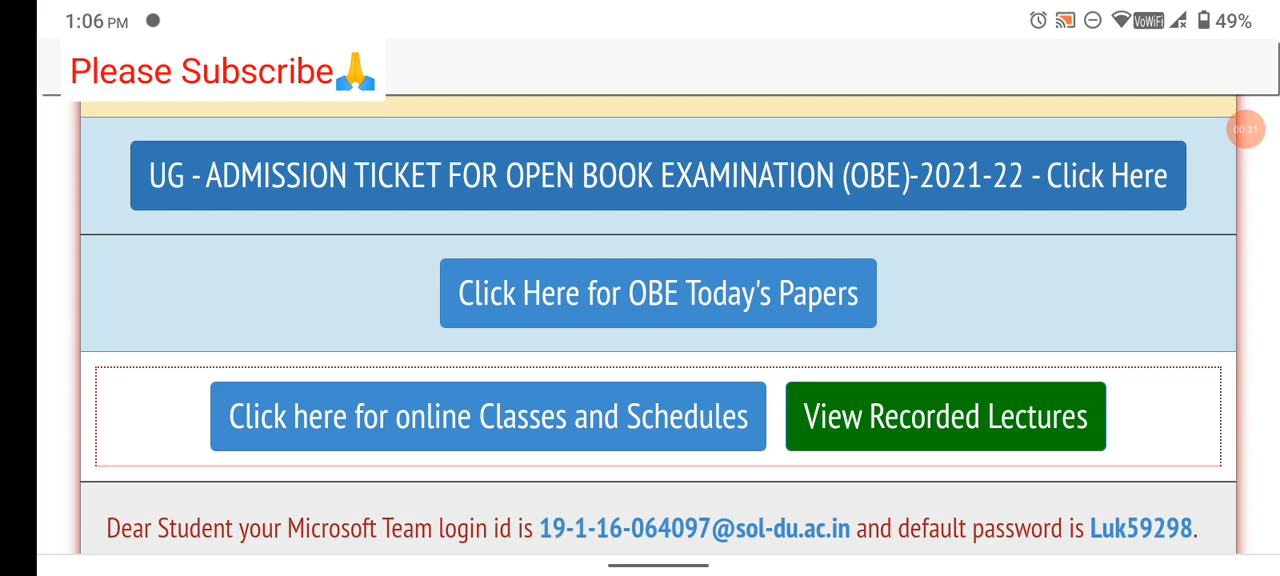 1:06 PM
VoWiFi
49%
Please Subscribe🙏
00:31
UG - ADMISSION TICKET FOR OPEN BOOK EXAMINATION (OBE)-2021-22 - Click Here
Click Here for OBE Today's Papers
Click here for online Classes and Schedules
View Recorded Lectures
Dear Student your Microsoft Team login id is 19-1-16-064097@sol-du.ac.in and default password is Luk59298.